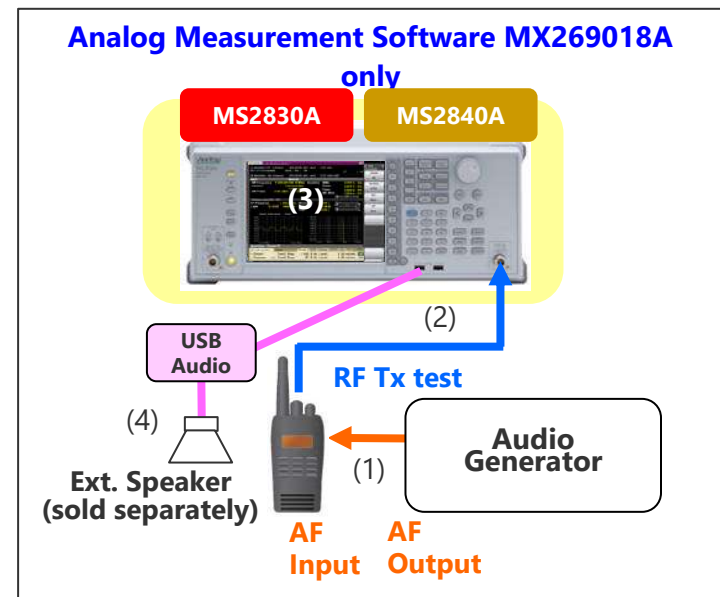 Analog Measurement Software MX269018A
only
MS2830A
MS2840A
(3)
(2)
USB
Audio
RF Tx test
(4)
(1)
Audio
Generator
Ext. Speaker
(sold separately)
AF
Input
AF
Output